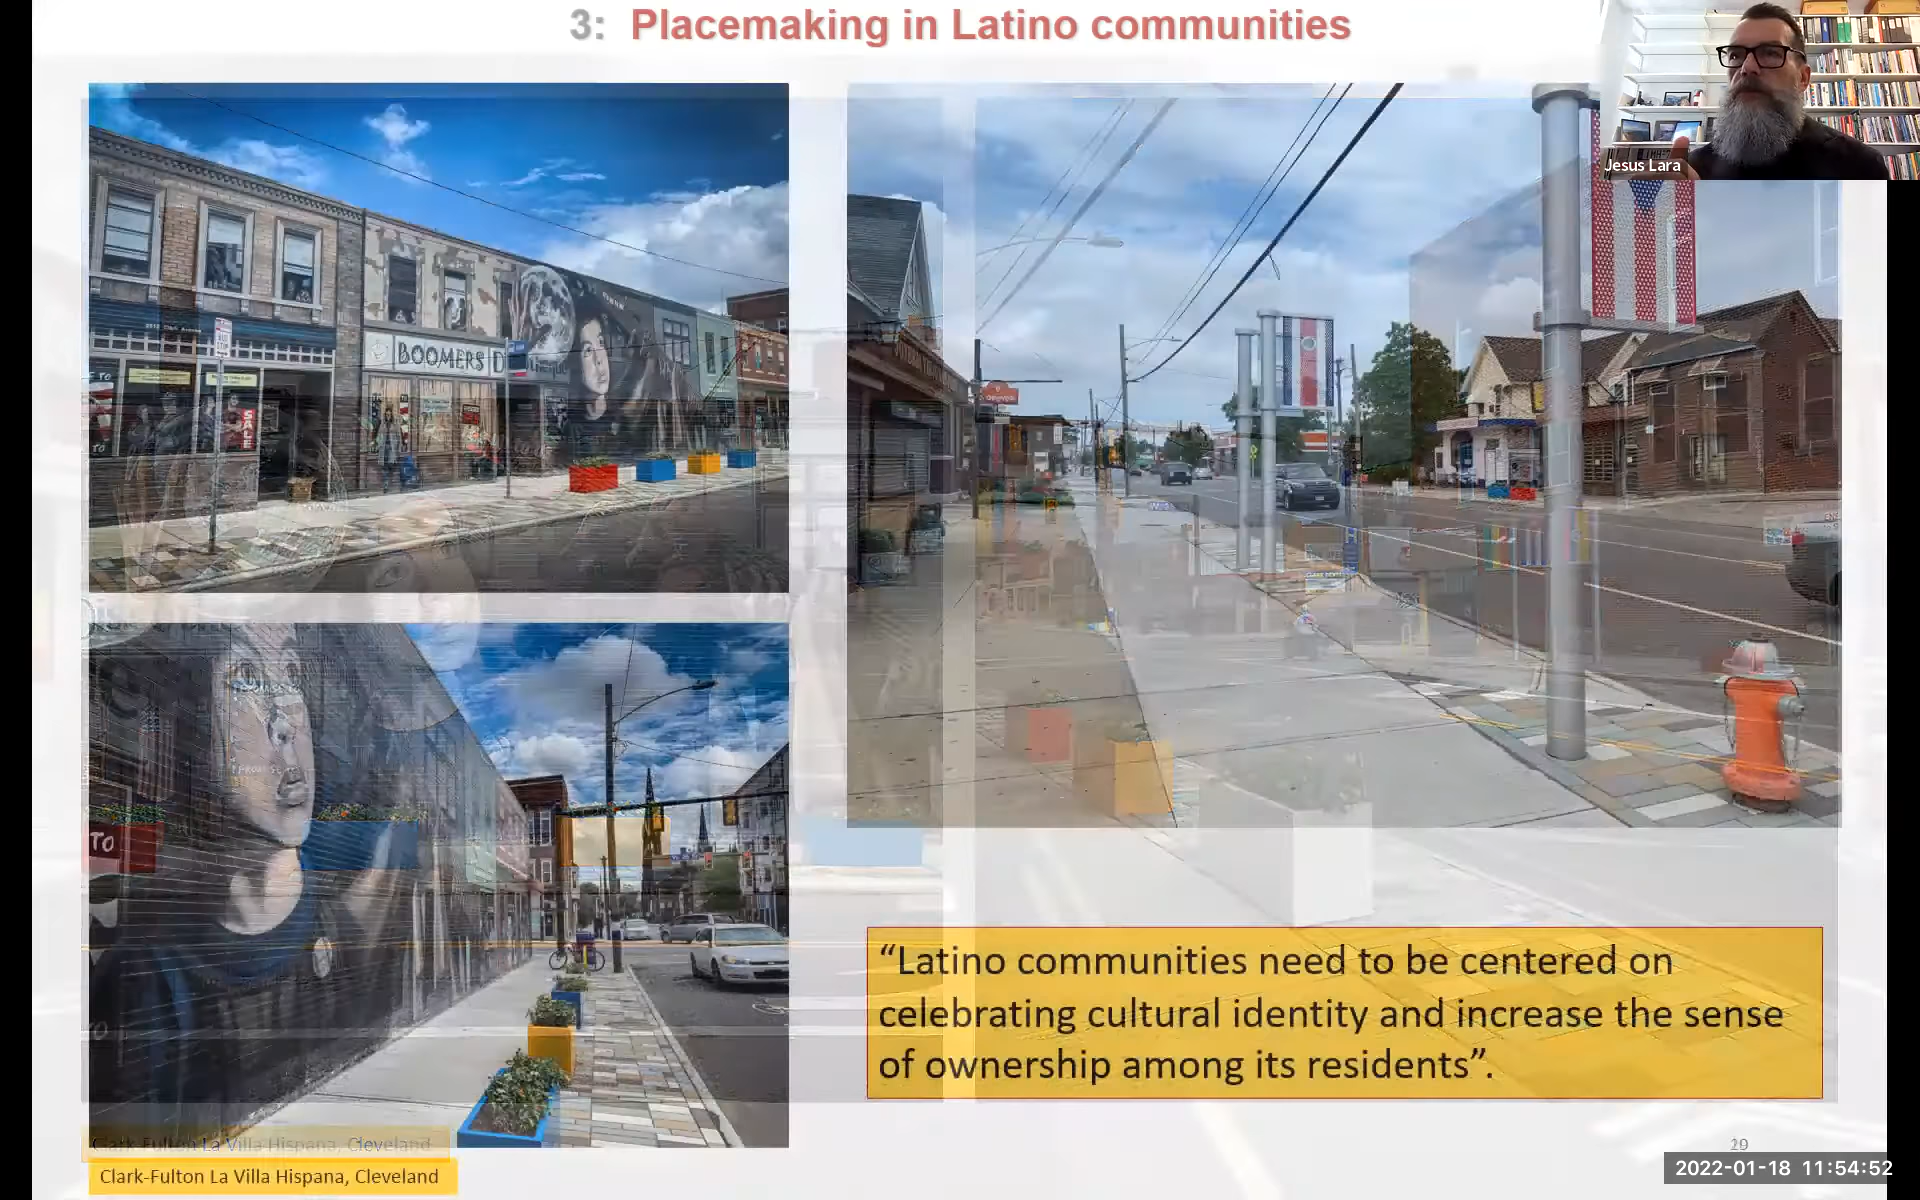 3: Placemaking in Latino communities
Jesus Lara
BOOMERS
SALE
TO
“Latino communities need to be centered on
celebrating cultural identity and increase the sense
of ownership among its residents”.
Clark-Fulton La Villa Hispana, Cleveland
Clark-Fulton La Villa Hispana, Cleveland
2022-01-18 11:54:52